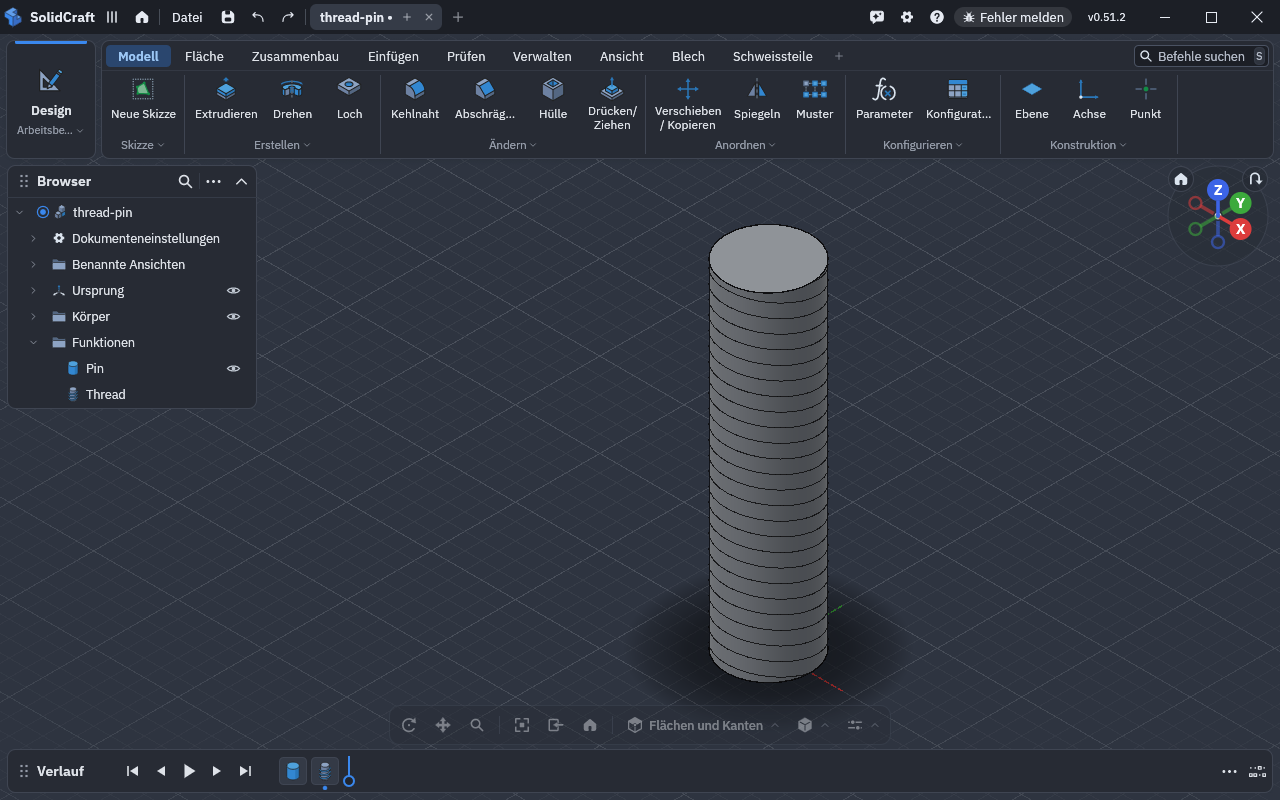 SolidCraft
Datei
thread-pin •
Fehler melden
v0.51.2
Design
Arbeitsbe...
Modell
Fläche
Zusammenbau
Einfügen
Prüfen
Verwalten
Ansicht
Blech
Schweissteile
Befehle suchen
S
Neue Skizze
Skizze
Extrudieren
Drehen
Loch
Erstellen
Kehlnaht
Abschräg...
Hülle
Drücken/
Ziehen
Ändern
Verschieben
/ Kopieren
Spiegeln
Muster
Anordnen
Parameter
Konfigurat...
Konfigurieren
Ebene
Achse
Punkt
Konstruktion
Browser
thread-pin
Dokumenteneinstellungen
Benannte Ansichten
Ursprung
Körper
Funktionen
Pin
Thread
Z
Y
X
Flächen und Kanten
Verlauf